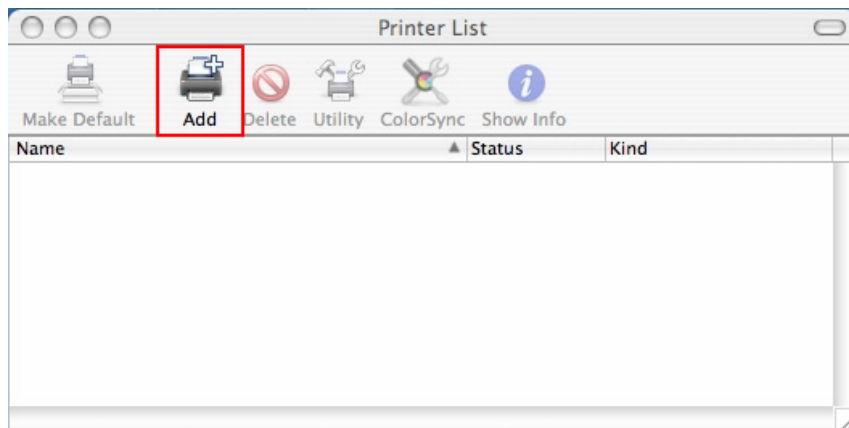 Printer List
Make Default Add Delete Utility ColorSync Show Info
Name Status Kind